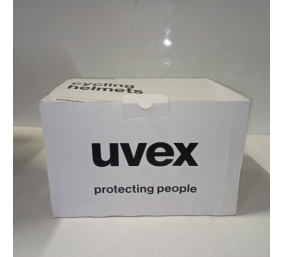 cycling
helmets
uvex
protecting people